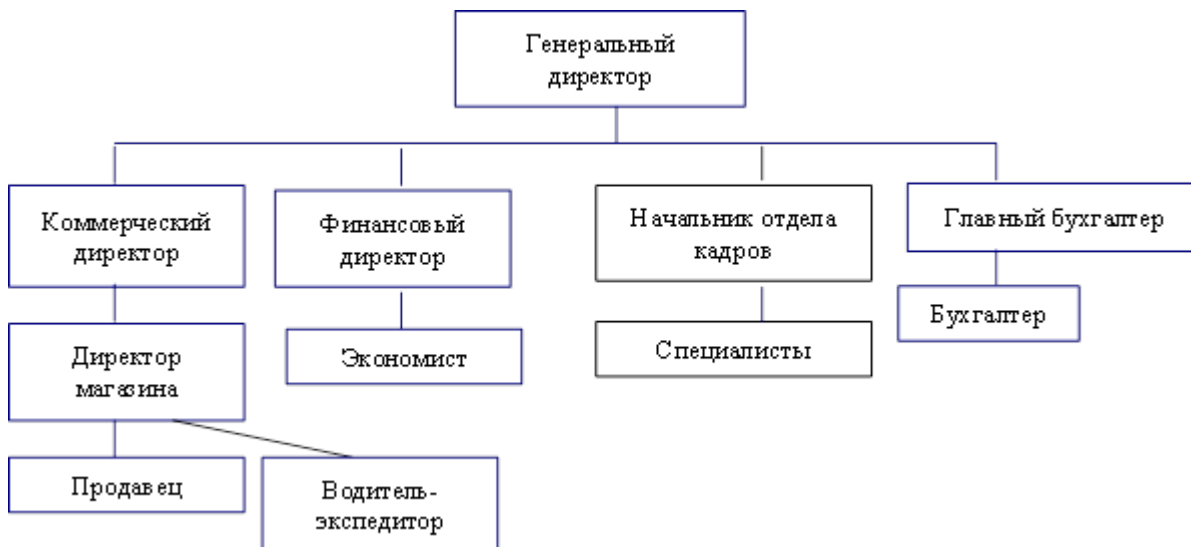 Генеральный
директор
Коммерческий
директор
Финансовый
директор
Начальник отдела
кадров
Главный бухгалтер
Бухгалтер
Директор
магазина
Экономист
Специалисты
Продавец
Водитель-
экспедитор